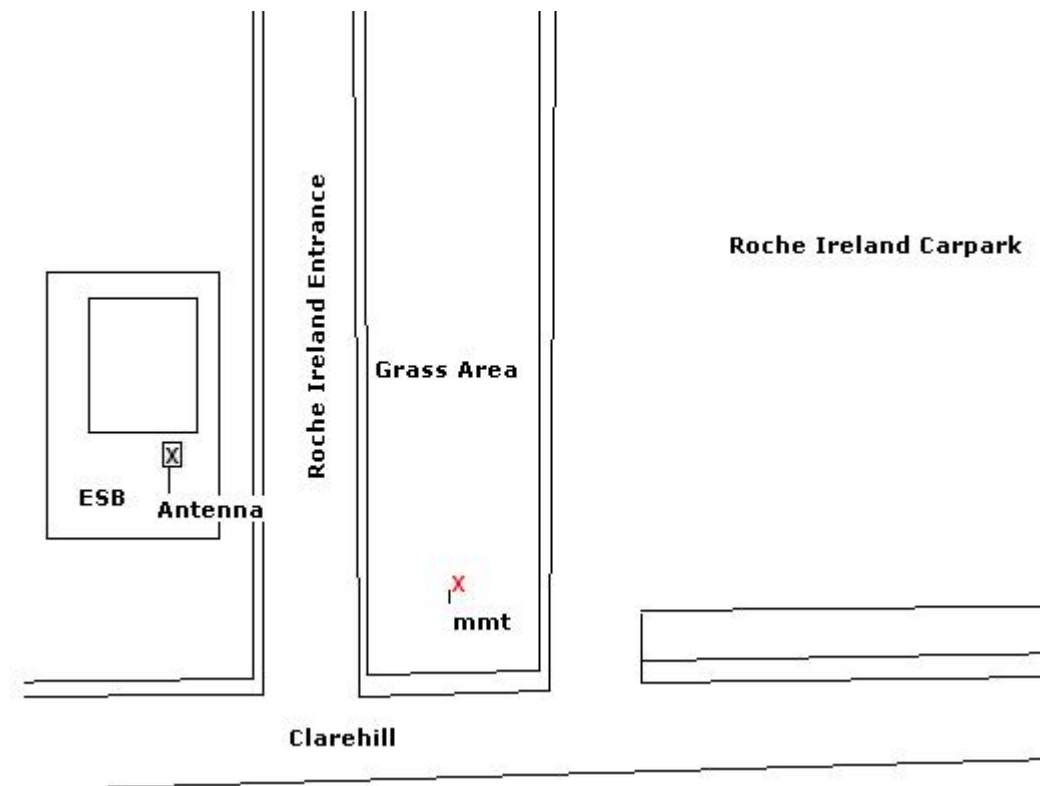 Roche Ireland Entrance
Roche Ireland Carpark
Grass Area
X
ESB
Antenna
X
mmt
Clarehill